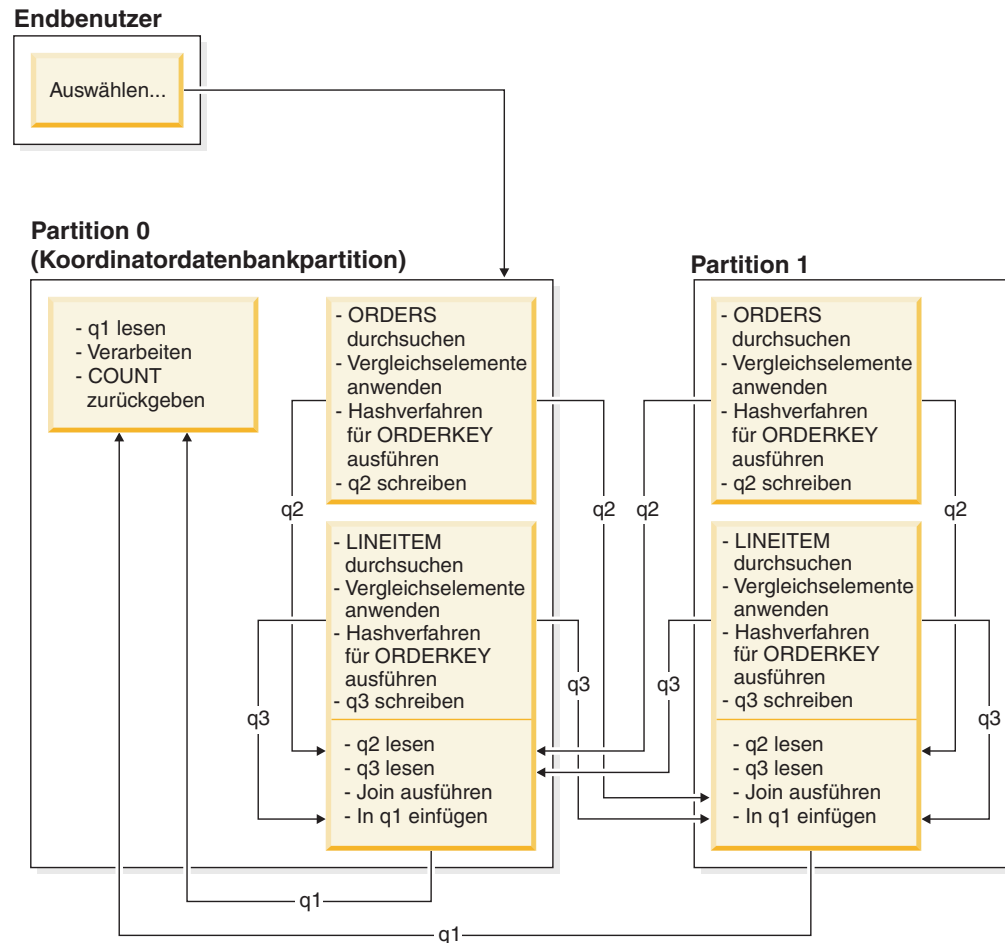 Endbenutzer
Auswählen...
Partition 0
(Koordinatordatenbankpartition)
- q1 lesen
- Verarbeiten
- COUNT
zurückgeben
- ORDERS
durchsuchen
- Vergleichselemente
anwenden
- Hashverfahren
für ORDERKEY
ausführen
- q2 schreiben
q2
q2
- LINEITEM
durchsuchen
- Vergleichselemente
anwenden
- Hashverfahren
für ORDERKEY
ausführen
- q3 schreiben
q3
q3
- q2 lesen
- q3 lesen
- Join ausführen
- In q1 einfügen
Partition 1
- ORDERS
durchsuchen
- Vergleichselemente
anwenden
- Hashverfahren
für ORDERKEY
ausführen
- q2 schreiben
q2
q2
- LINEITEM
durchsuchen
- Vergleichselemente
anwenden
- Hashverfahren
für ORDERKEY
ausführen
- q3 schreiben
q3
q3
- q2 lesen
- q3 lesen
- Join ausführen
- In q1 einfügen
q1
q1